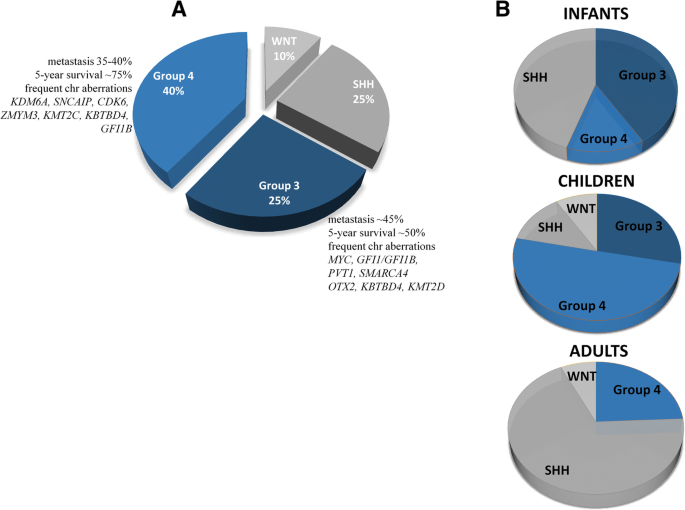 A
metastasis 35-40%
5-year survival ~75%
frequent chr aberrations
KDM6A, SNCAIP, CDK6,
ZMYM3, KMT2C, KBTBD4,
GFI1B
Group 4
40%
WNT
10%
SHH
25%
Group 3
25%
metastasis ~45%
5-year survival ~50%
frequent chr aberrations
MYC, GFI1/GFI1B,
PVT1, SMARCA4
OTX2, KBTBD4, KMT2D
B
INFANTS
SHH
Group 3
Group 4
CHILDREN
WNT
Group 3
SHH
Group 4
ADULTS
WNT
Group 4
SHH